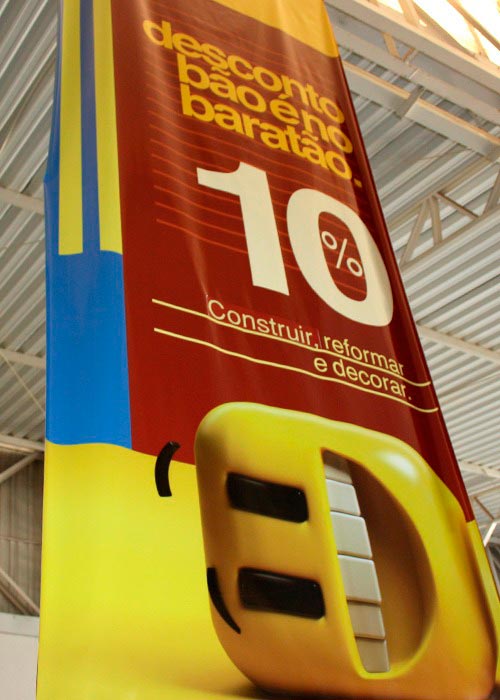 desconto
bão é no
baratão.
10%
Construir, reformar
e decorar.